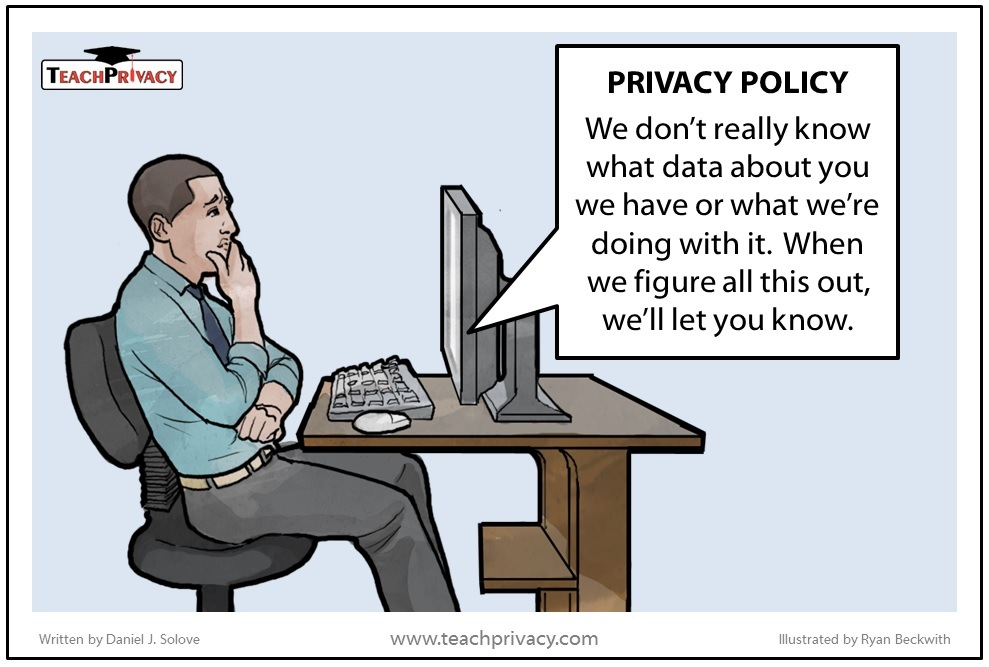 TEACHPRIVACY
PRIVACY POLICY
We don’t really know
what data about you
we have or what we’re
doing with it.  When
we figure all this out,
we’ll let you know.
Written by Daniel J. Solove
www.teachprivacy.com
Illustrated by Ryan Beckwith